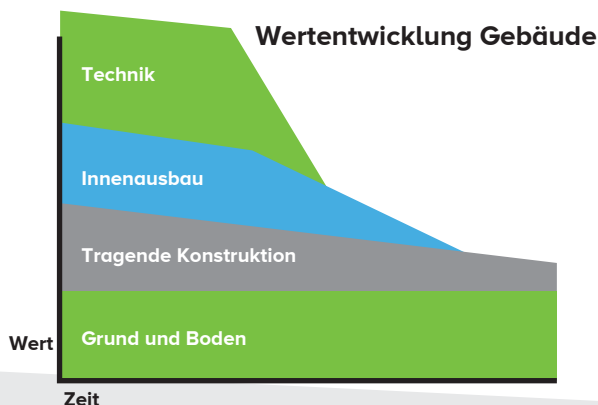 Wertentwicklung Gebäude
Technik
Innenausbau
Tragende Konstruktion
Grund und Boden
Wert
Zeit